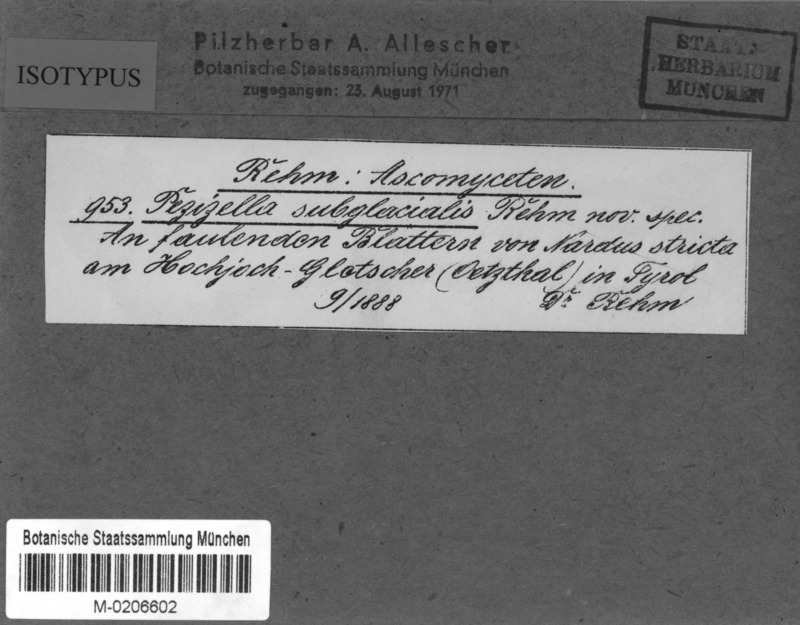 ISOTYPUS
Pilzherbar A. Allescher
Botanische Staatssammlung München
zugegangen: 23. August 1971
STAATS-
HERBARIUM
MÜNCHEN
Rehm: Ascomyceten.
953. Pezizella subglacialis Rehm nov. spec.
An faulenden Blättern von Nardus stricta
am Hochjoch-Gletscher (Oetzthal) in Tyrol
9/1888 Dr. Rehm
Botanische Staatssammlung München
M-0206602